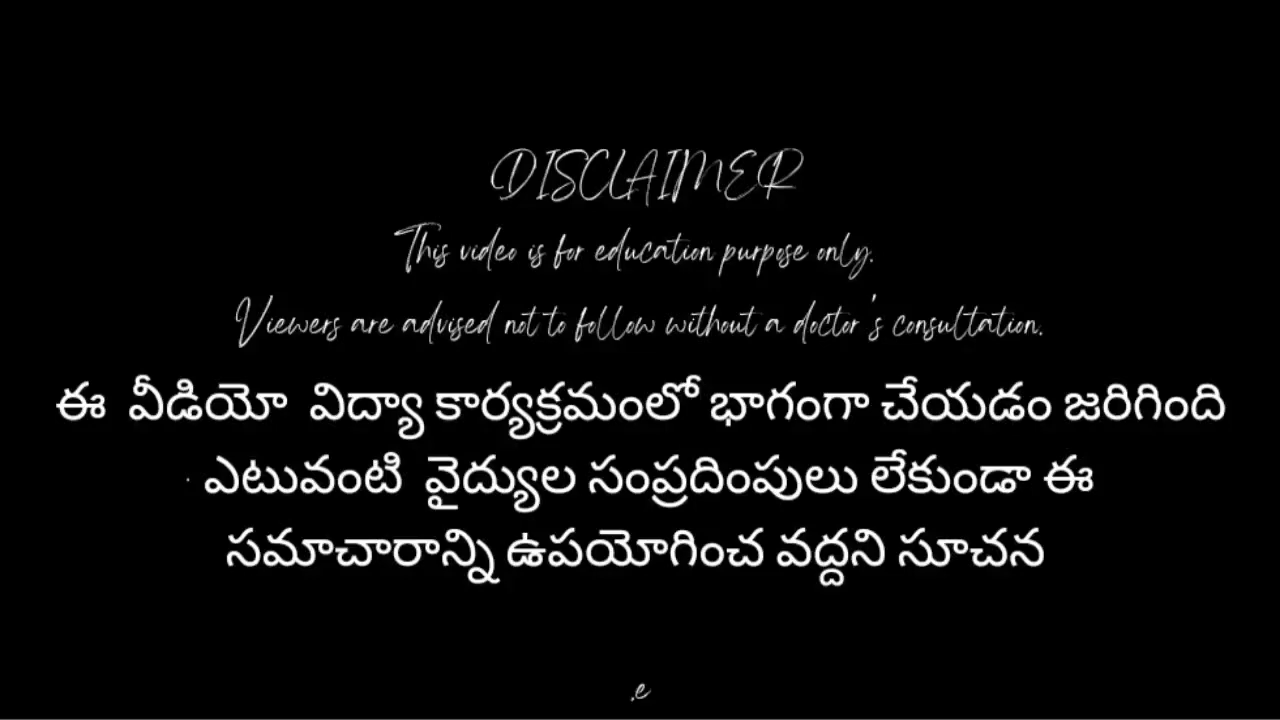 DISCLAIMER
This video is for education purpose only.
Viewers are advised not to follow without a doctor's consultation.
ఈ వీడియో విద్యా కార్యక్రమంలో భాగంగా చేయడం జరిగింది
. ఎటువంటి వైద్యుల సంప్రదింపులు లేకుండా ఈ
సమాచారాన్ని ఉపయోగించ వద్దని సూచన
.e